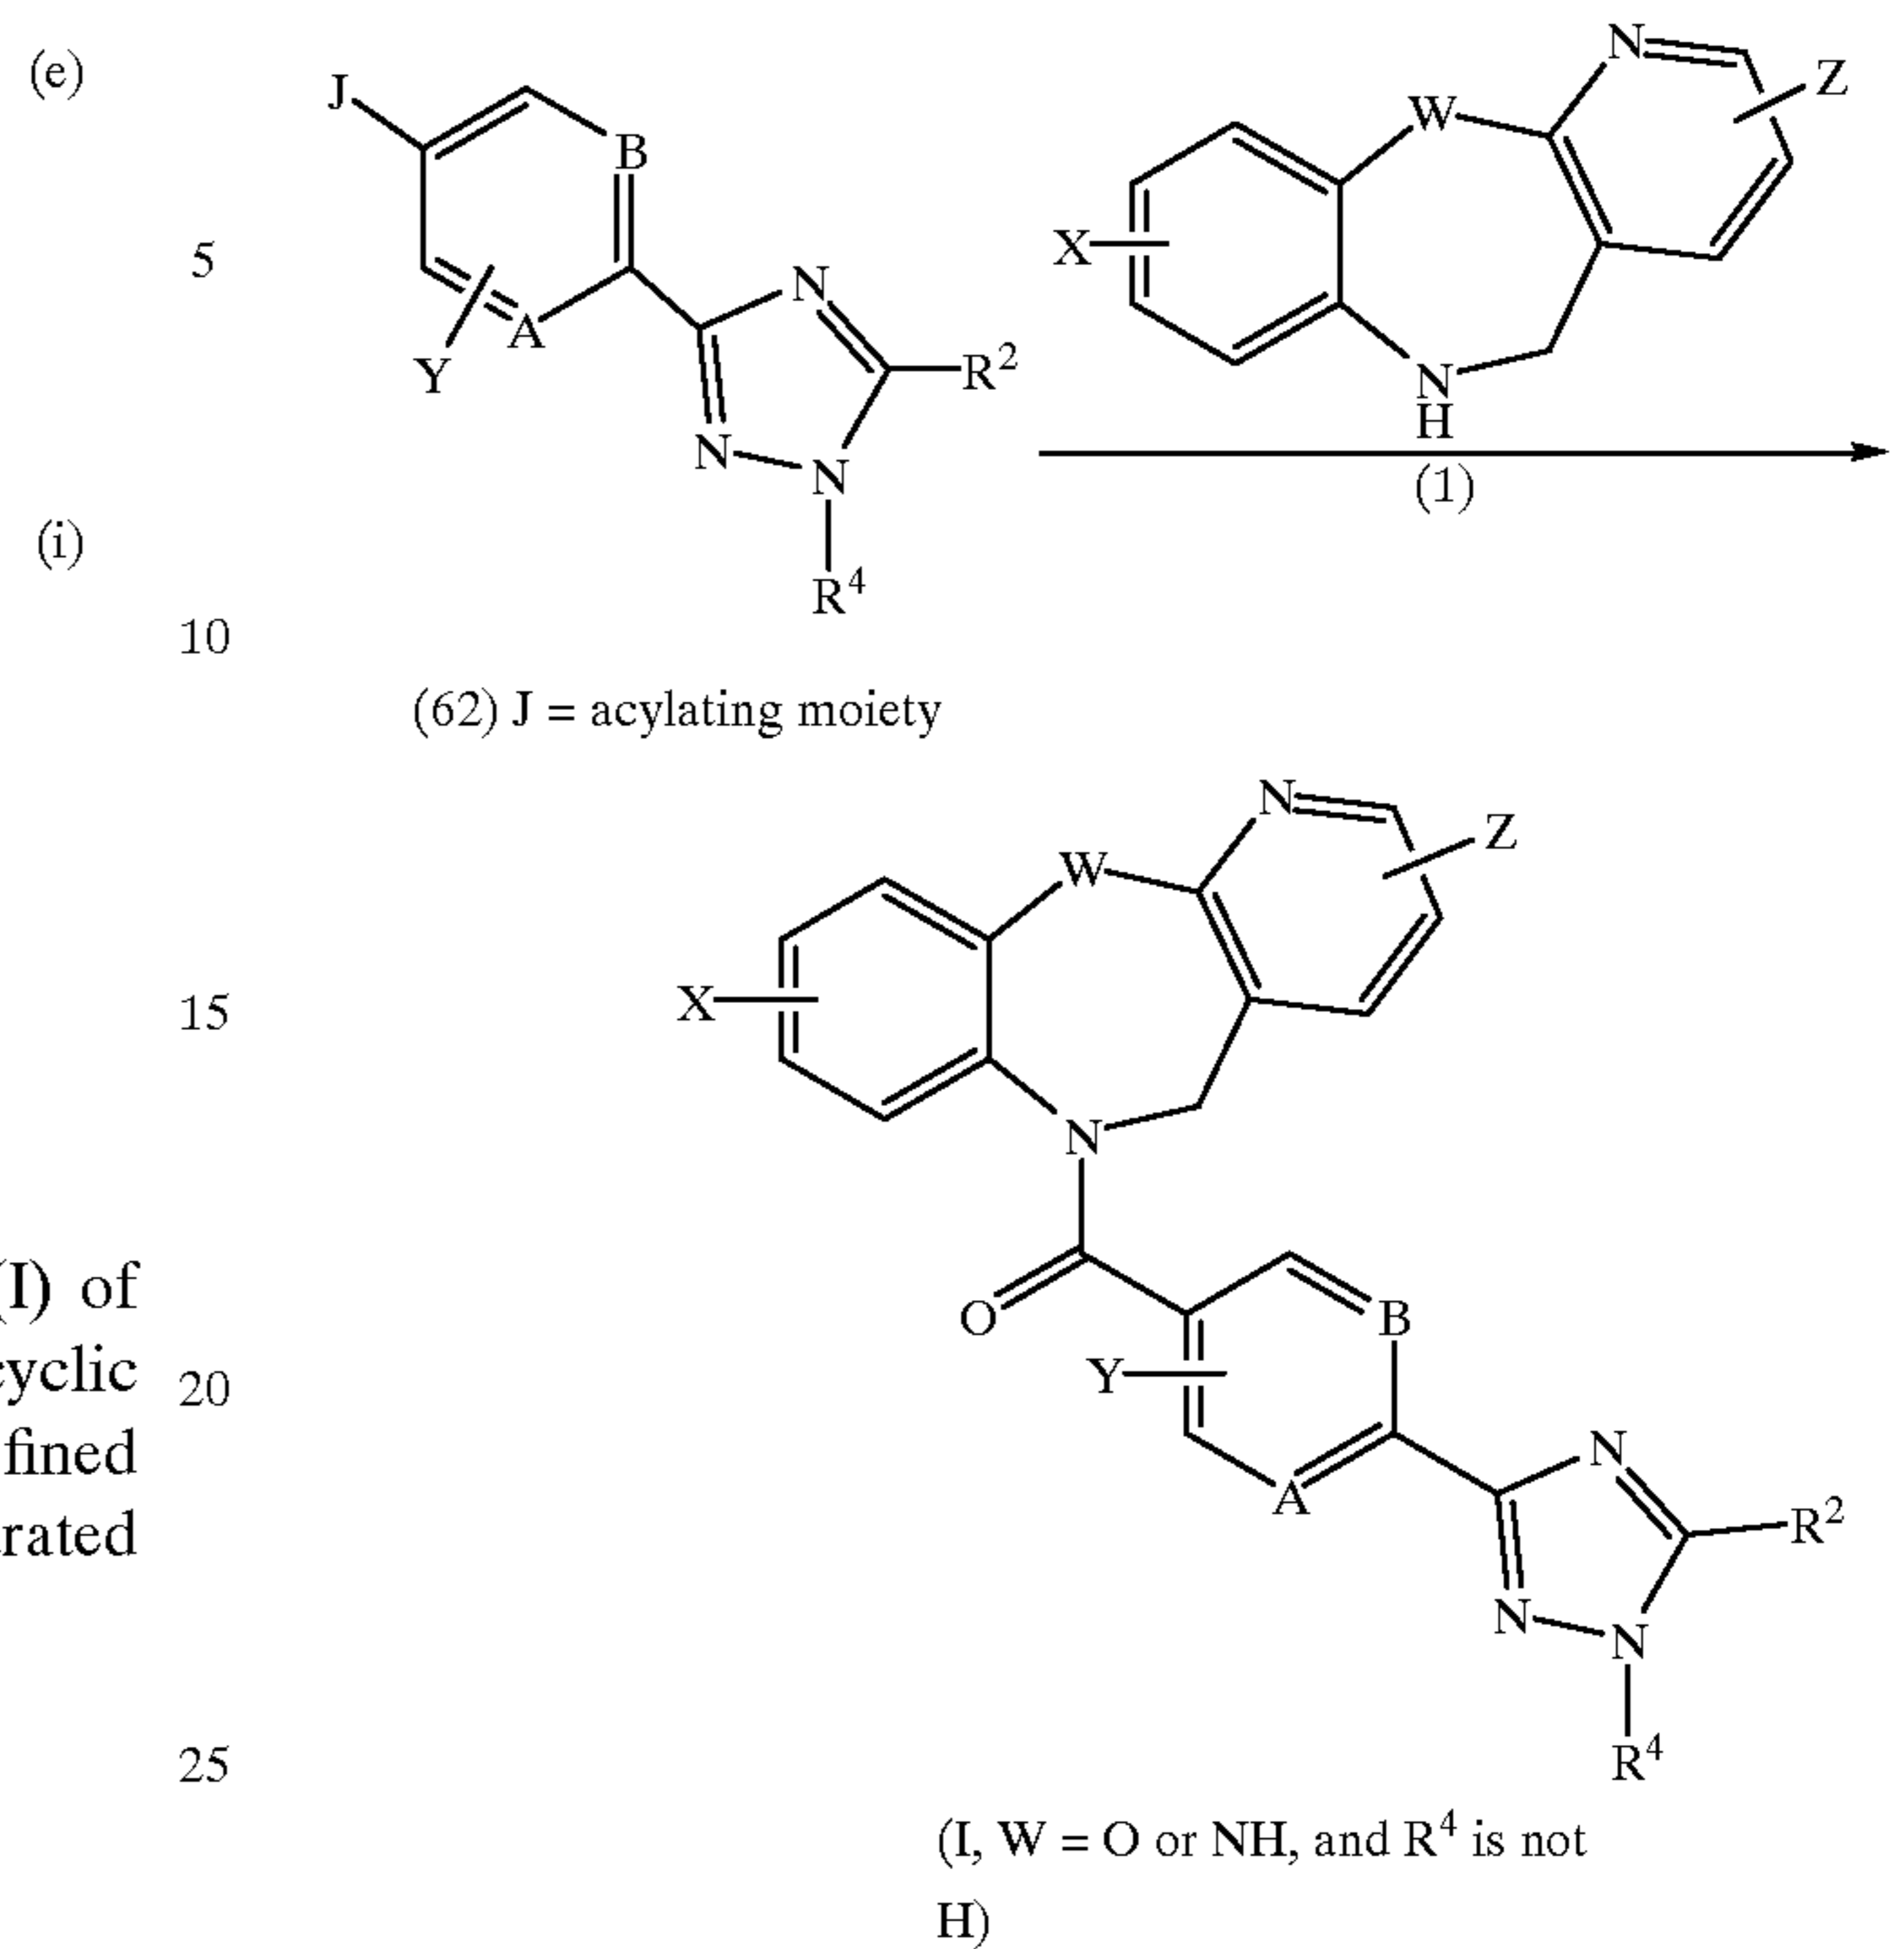 (e)
J
B
N
A
Y
R²
N
N
R⁴
N
Z
W
X
N
H
(1)
5
(i)
10
(62) J = acylating moiety
N
Z
W
X
15
N
O
B
Y
A
N
R²
N
N
R⁴
(I) of
cyclic
20
fined
rated
25
(I, W = O or NH, and R⁴ is not
H)